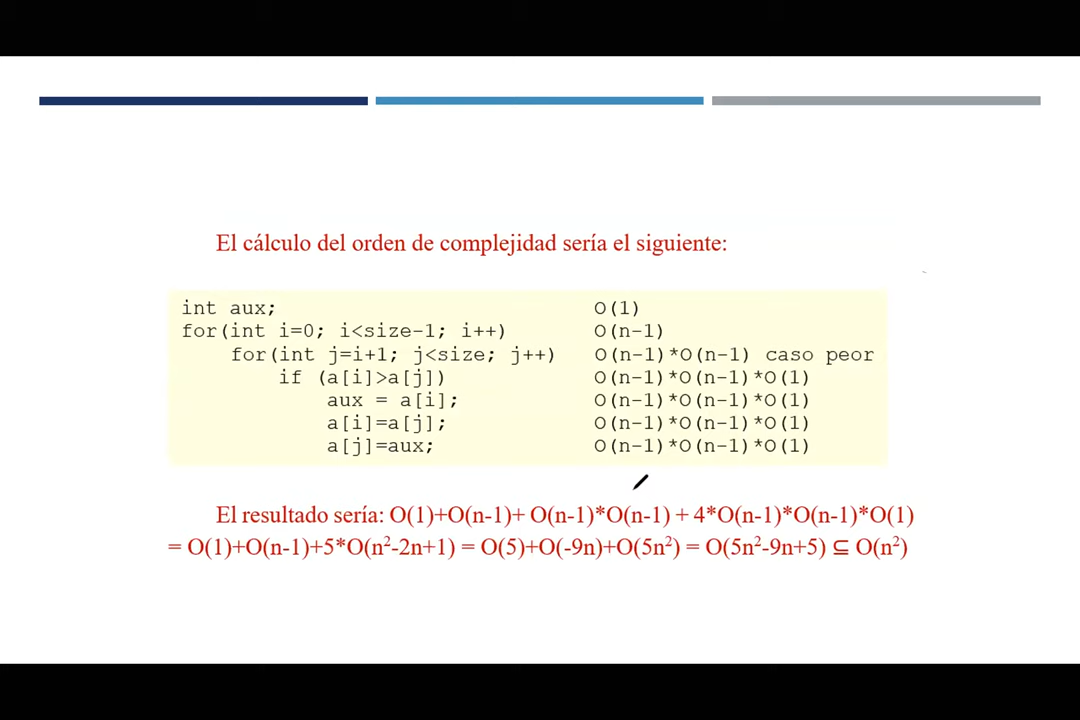 El cálculo del orden de complejidad sería el siguiente:
int aux; O(1)
for(int i=0; i<size-1; i++) O(n-1)
for(int j=i+1; j<size; j++) O(n-1)*O(n-1) caso peor
if (a[i]>a[j]) O(n-1)*O(n-1)*O(1)
aux = a[i]; O(n-1)*O(n-1)*O(1)
a[i]=a[j]; O(n-1)*O(n-1)*O(1)
a[j]=aux; O(n-1)*O(n-1)*O(1)
El resultado sería: O(1)+O(n-1)+ O(n-1)*O(n-1) + 4*O(n-1)*O(n-1)*O(1)
= O(1)+O(n-1)+5*O(n²-2n+1) = O(5)+O(-9n)+O(5n²) = O(5n²-9n+5) ⊆ O(n²)